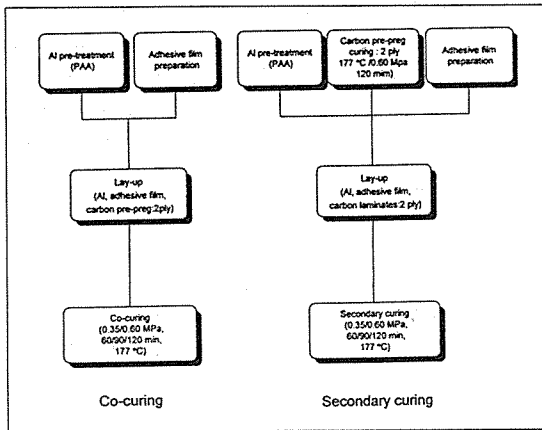 Al pre-treatment
(PAA)
Adhesive film
preparation
Lay-up
(Al, adhesive film,
carbon pre-preg:2ply)
Co-curing
(0.35/0.60 MPa,
60/90/120 min,
177 °C)
Co-curing
Al pre-treatment
(PAA)
Carbon pre-preg
curing : 2 ply
177 °C /0.60 Mpa
120 mim)
Adhesive film
preparation
Lay-up
(Al, adhesive film,
carbon laminates:2 ply)
Secondary curing
(0.35/0.60 MPa,
60/90/120 min,
177 °C)
Secondary curing